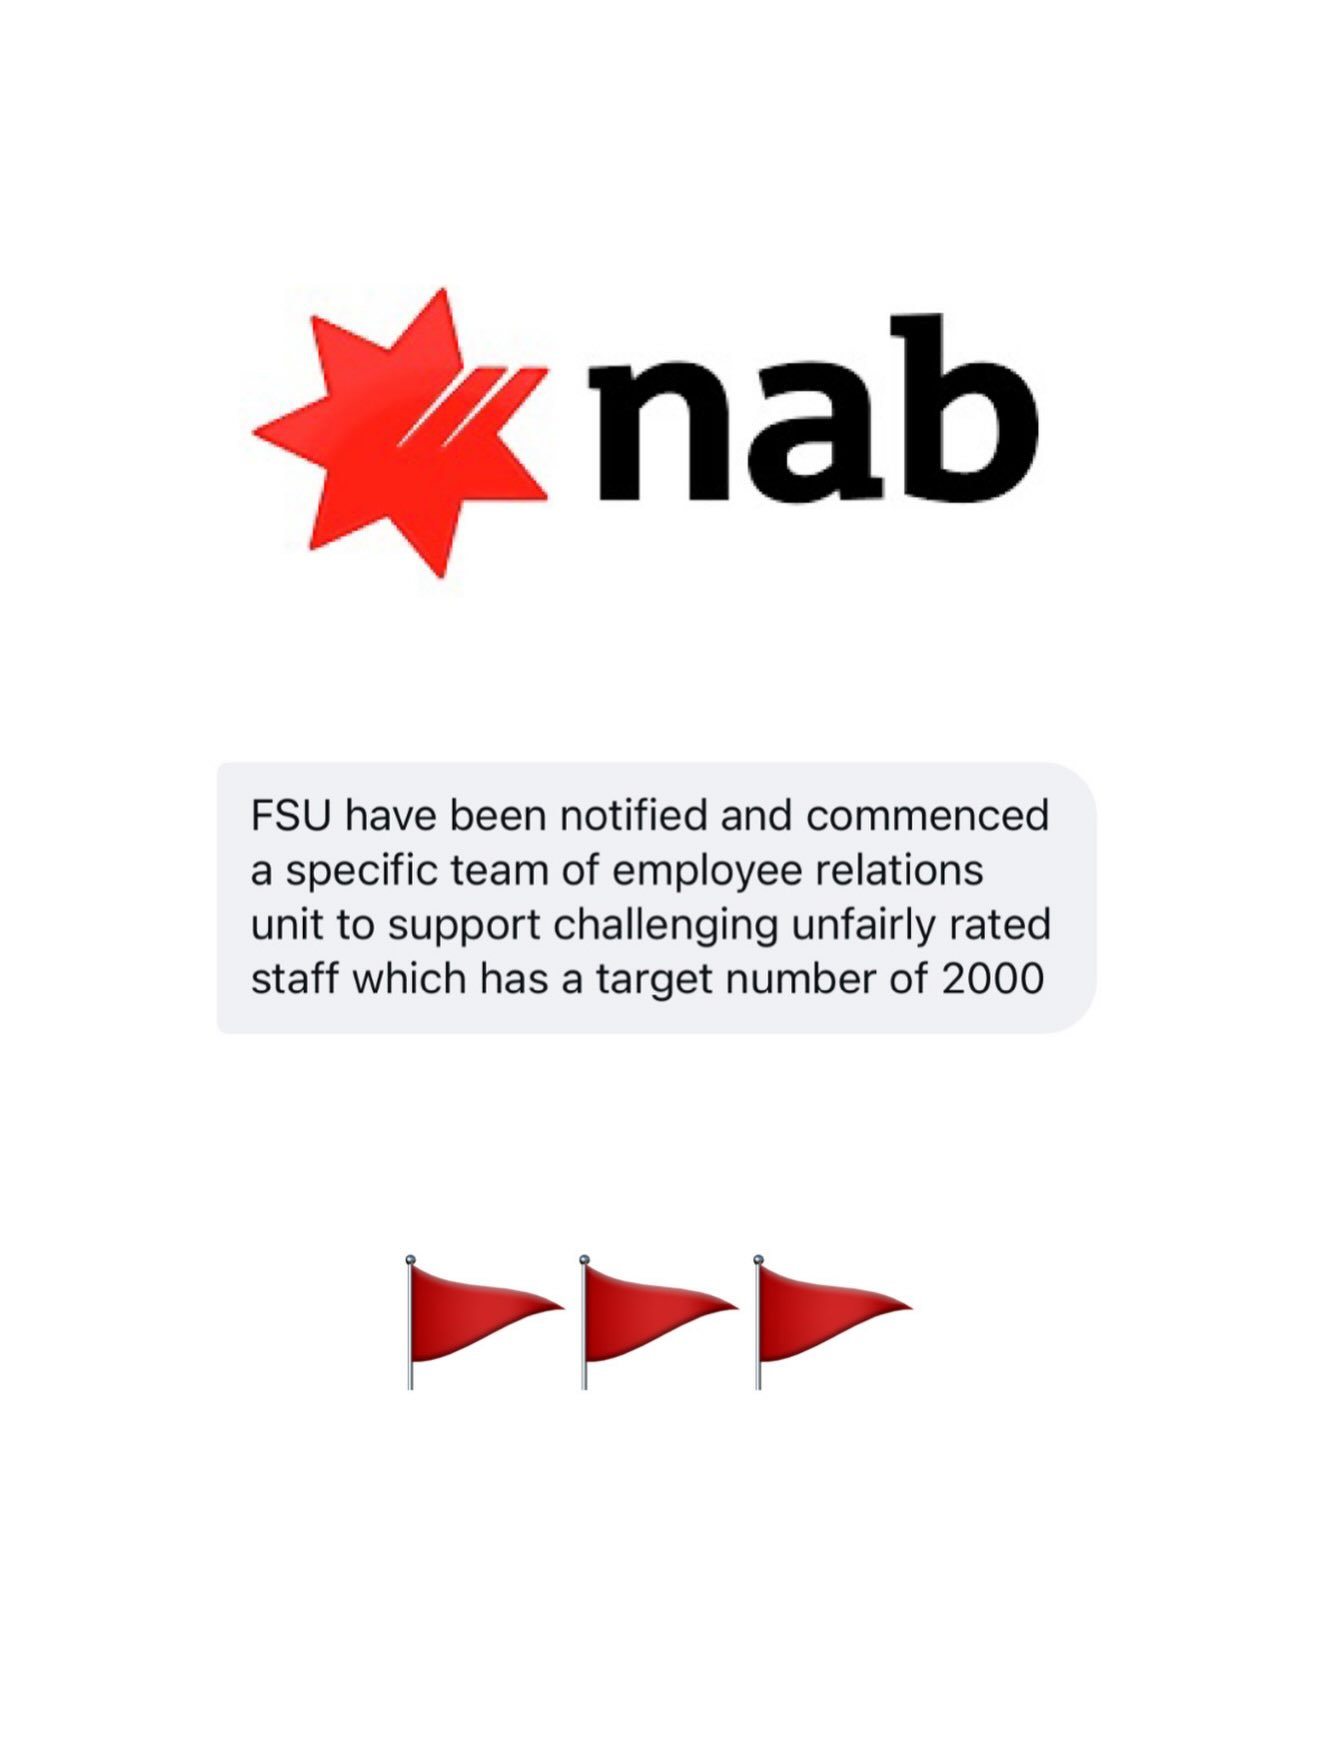 nab
FSU have been notified and commenced
a specific team of employee relations
unit to support challenging unfairly rated
staff which has a target number of 2000